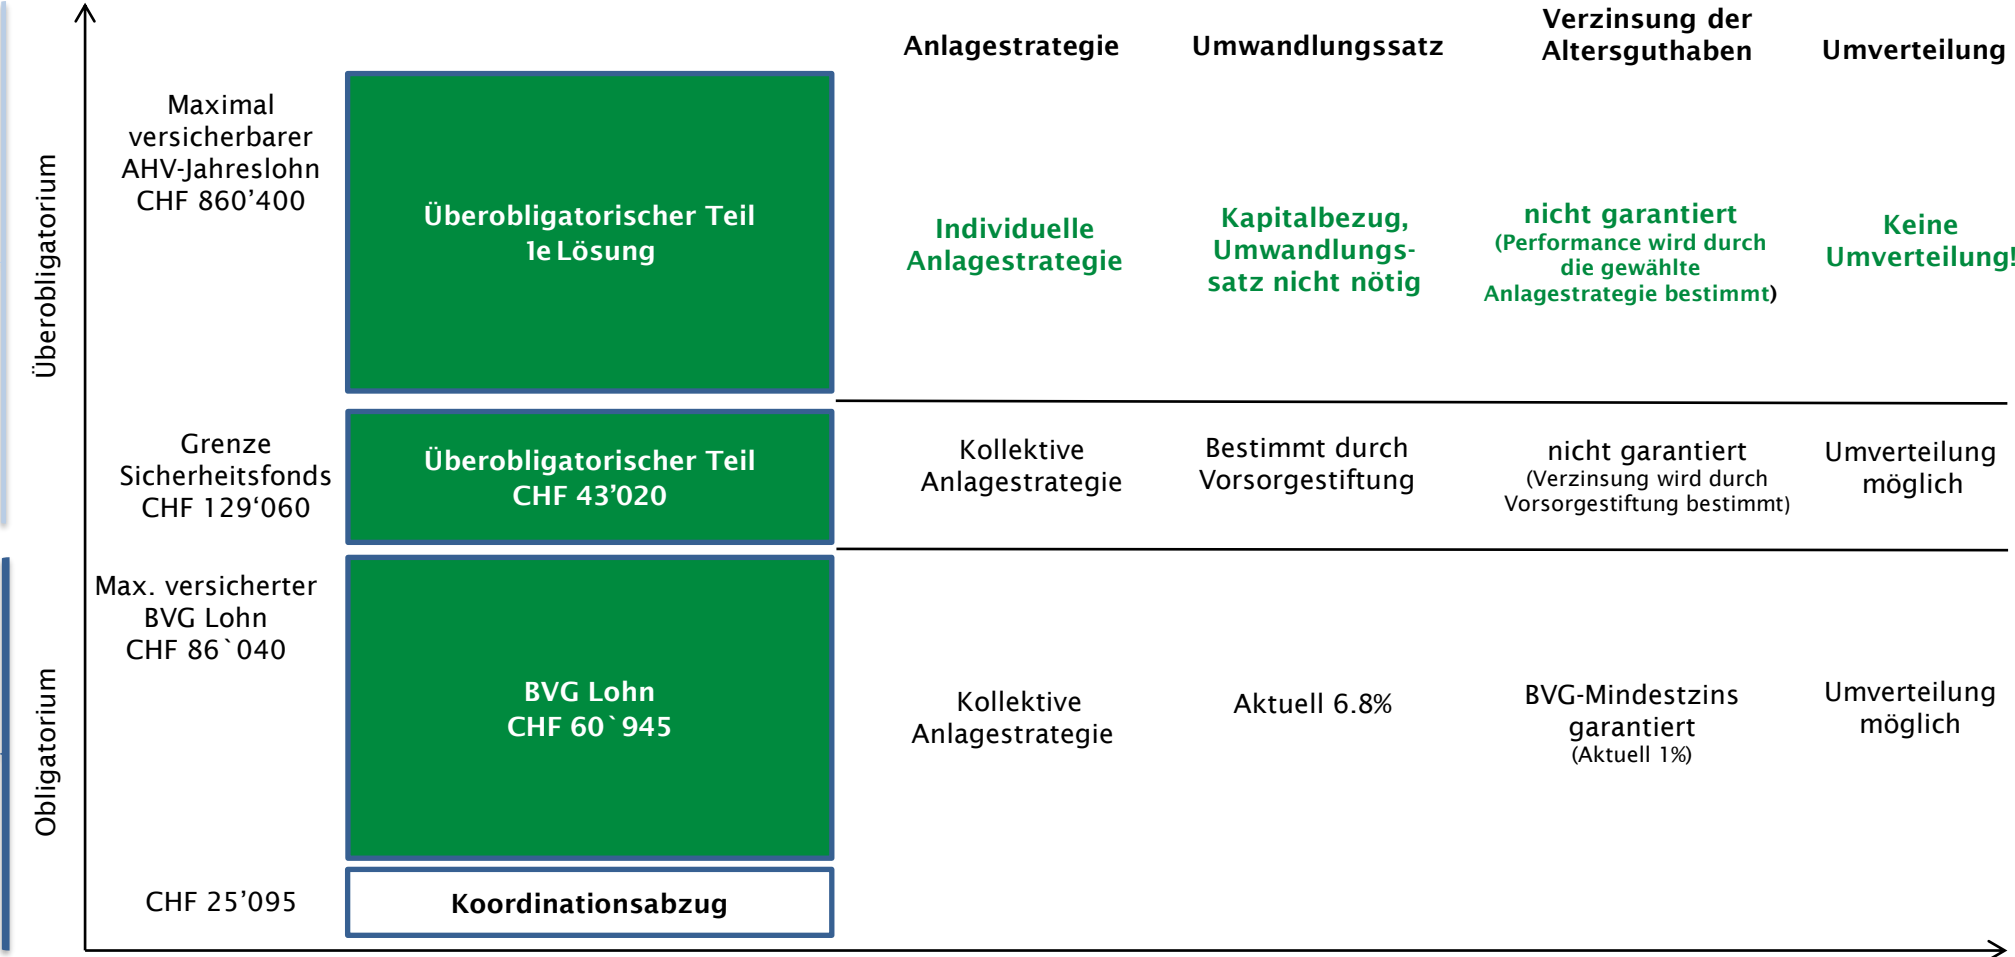 Anlagestrategie
Umwandlungssatz
Verzinsung der
Altersguthaben
Umverteilung
Überobligatorium
Maximal
versicherbarer
AHV-Jahreslohn
CHF 860’400
Überobligatorischer Teil
1e Lösung
Individuelle
Anlagestrategie
Kapitalbezug,
Umwandlungs-
satz nicht nötig
nicht garantiert
(Performance wird durch
die gewählte
Anlagestrategie bestimmt)
Keine
Umverteilung!
Grenze
Sicherheitsfonds
CHF 129‘060
Überobligatorischer Teil
CHF 43’020
Kollektive
Anlagestrategie
Bestimmt durch
Vorsorgestiftung
nicht garantiert
(Verzinsung wird durch
Vorsorgestiftung bestimmt)
Umverteilung
möglich
Obligatorium
Max. versicherter
BVG Lohn
CHF 86`040
BVG Lohn
CHF 60`945
Kollektive
Anlagestrategie
Aktuell 6.8%
BVG-Mindestzins
garantiert
(Aktuell 1%)
Umverteilung
möglich
CHF 25’095
Koordinationsabzug